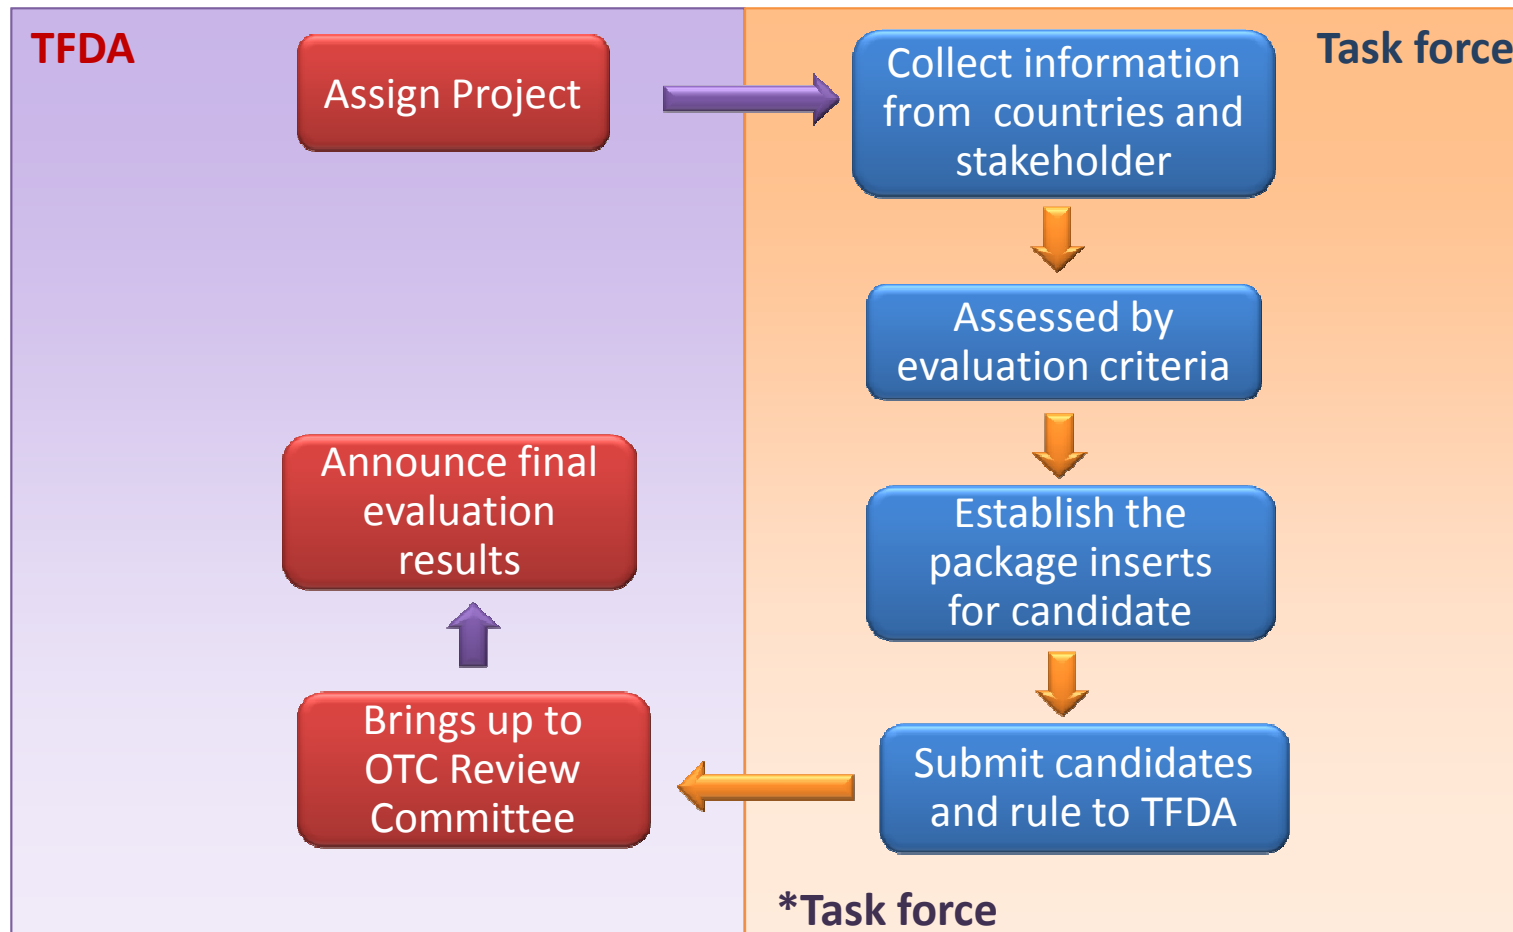 TFDA
Assign Project
Collect information
from countries and
stakeholder
Task force
Assessed by
evaluation criteria
Announce final
evaluation
results
Establish the
package inserts
for candidate
Brings up to
OTC Review
Committee
Submit candidates
and rule to TFDA
*Task force